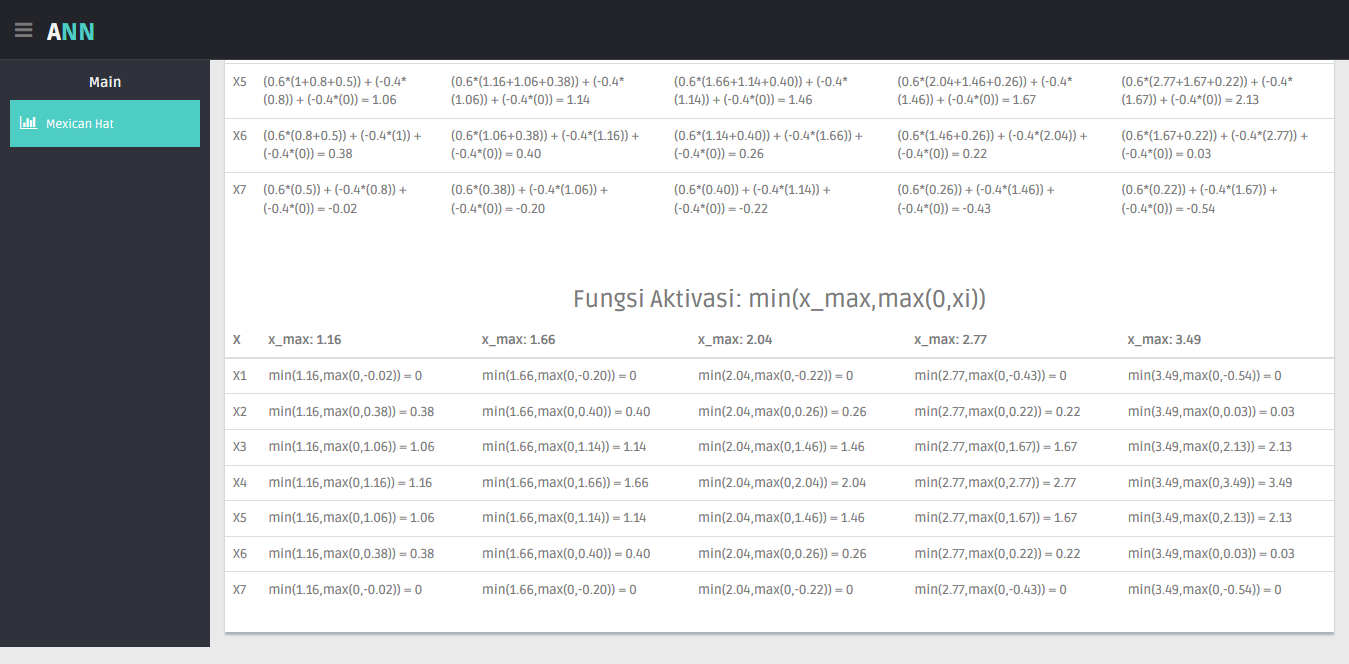 ANN
Main
Mexican Hat
X5 (0.6*(1+0.8+0.5)) + (-0.4* (0.6*(1.16+1.06+0.38)) + (-0.4* (0.6*(1.66+1.14+0.40)) + (-0.4* (0.6*(2.04+1.46+0.26)) + (-0.4* (0.6*(2.77+1.67+0.22)) + (-0.4*
(0.8)) + (-0.4*(0)) = 1.06 (1.06)) + (-0.4*(0)) = 1.14 (1.14)) + (-0.4*(0)) = 1.46 (1.46)) + (-0.4*(0)) = 1.67 (1.67)) + (-0.4*(0)) = 2.13
X6 (0.6*(0.8+0.5)) + (-0.4*(1)) + (0.6*(1.06+0.38)) + (-0.4*(1.16)) + (0.6*(1.14+0.40)) + (-0.4*(1.66)) + (0.6*(1.46+0.26)) + (-0.4*(2.04)) + (0.6*(1.67+0.22)) + (-0.4*(2.77)) +
(-0.4*(0)) = 0.38 (-0.4*(0)) = 0.40 (-0.4*(0)) = 0.26 (-0.4*(0)) = 0.22 (-0.4*(0)) = 0.03
X7 (0.6*(0.5)) + (-0.4*(0.8)) + (0.6*(0.38)) + (-0.4*(1.06)) + (0.6*(0.40)) + (-0.4*(1.14)) + (0.6*(0.26)) + (-0.4*(1.46)) + (0.6*(0.22)) + (-0.4*(1.67)) +
(-0.4*(0)) = -0.02 (-0.4*(0)) = -0.20 (-0.4*(0)) = -0.22 (-0.4*(0)) = -0.43 (-0.4*(0)) = -0.54
Fungsi Aktivasi: min(x_max,max(0,xi))
X x_max: 1.16 x_max: 1.66 x_max: 2.04 x_max: 2.77 x_max: 3.49
X1 min(1.16,max(0,-0.02)) = 0 min(1.66,max(0,-0.20)) = 0 min(2.04,max(0,-0.22)) = 0 min(2.77,max(0,-0.43)) = 0 min(3.49,max(0,-0.54)) = 0
X2 min(1.16,max(0,0.38)) = 0.38 min(1.66,max(0,0.40)) = 0.40 min(2.04,max(0,0.26)) = 0.26 min(2.77,max(0,0.22)) = 0.22 min(3.49,max(0,0.03)) = 0.03
X3 min(1.16,max(0,1.06)) = 1.06 min(1.66,max(0,1.14)) = 1.14 min(2.04,max(0,1.46)) = 1.46 min(2.77,max(0,1.67)) = 1.67 min(3.49,max(0,2.13)) = 2.13
X4 min(1.16,max(0,1.16)) = 1.16 min(1.66,max(0,1.66)) = 1.66 min(2.04,max(0,2.04)) = 2.04 min(2.77,max(0,2.77)) = 2.77 min(3.49,max(0,3.49)) = 3.49
X5 min(1.16,max(0,1.06)) = 1.06 min(1.66,max(0,1.14)) = 1.14 min(2.04,max(0,1.46)) = 1.46 min(2.77,max(0,1.67)) = 1.67 min(3.49,max(0,2.13)) = 2.13
X6 min(1.16,max(0,0.38)) = 0.38 min(1.66,max(0,0.40)) = 0.40 min(2.04,max(0,0.26)) = 0.26 min(2.77,max(0,0.22)) = 0.22 min(3.49,max(0,0.03)) = 0.03
X7 min(1.16,max(0,-0.02)) = 0 min(1.66,max(0,-0.20)) = 0 min(2.04,max(0,-0.22)) = 0 min(2.77,max(0,-0.43)) = 0 min(3.49,max(0,-0.54)) = 0